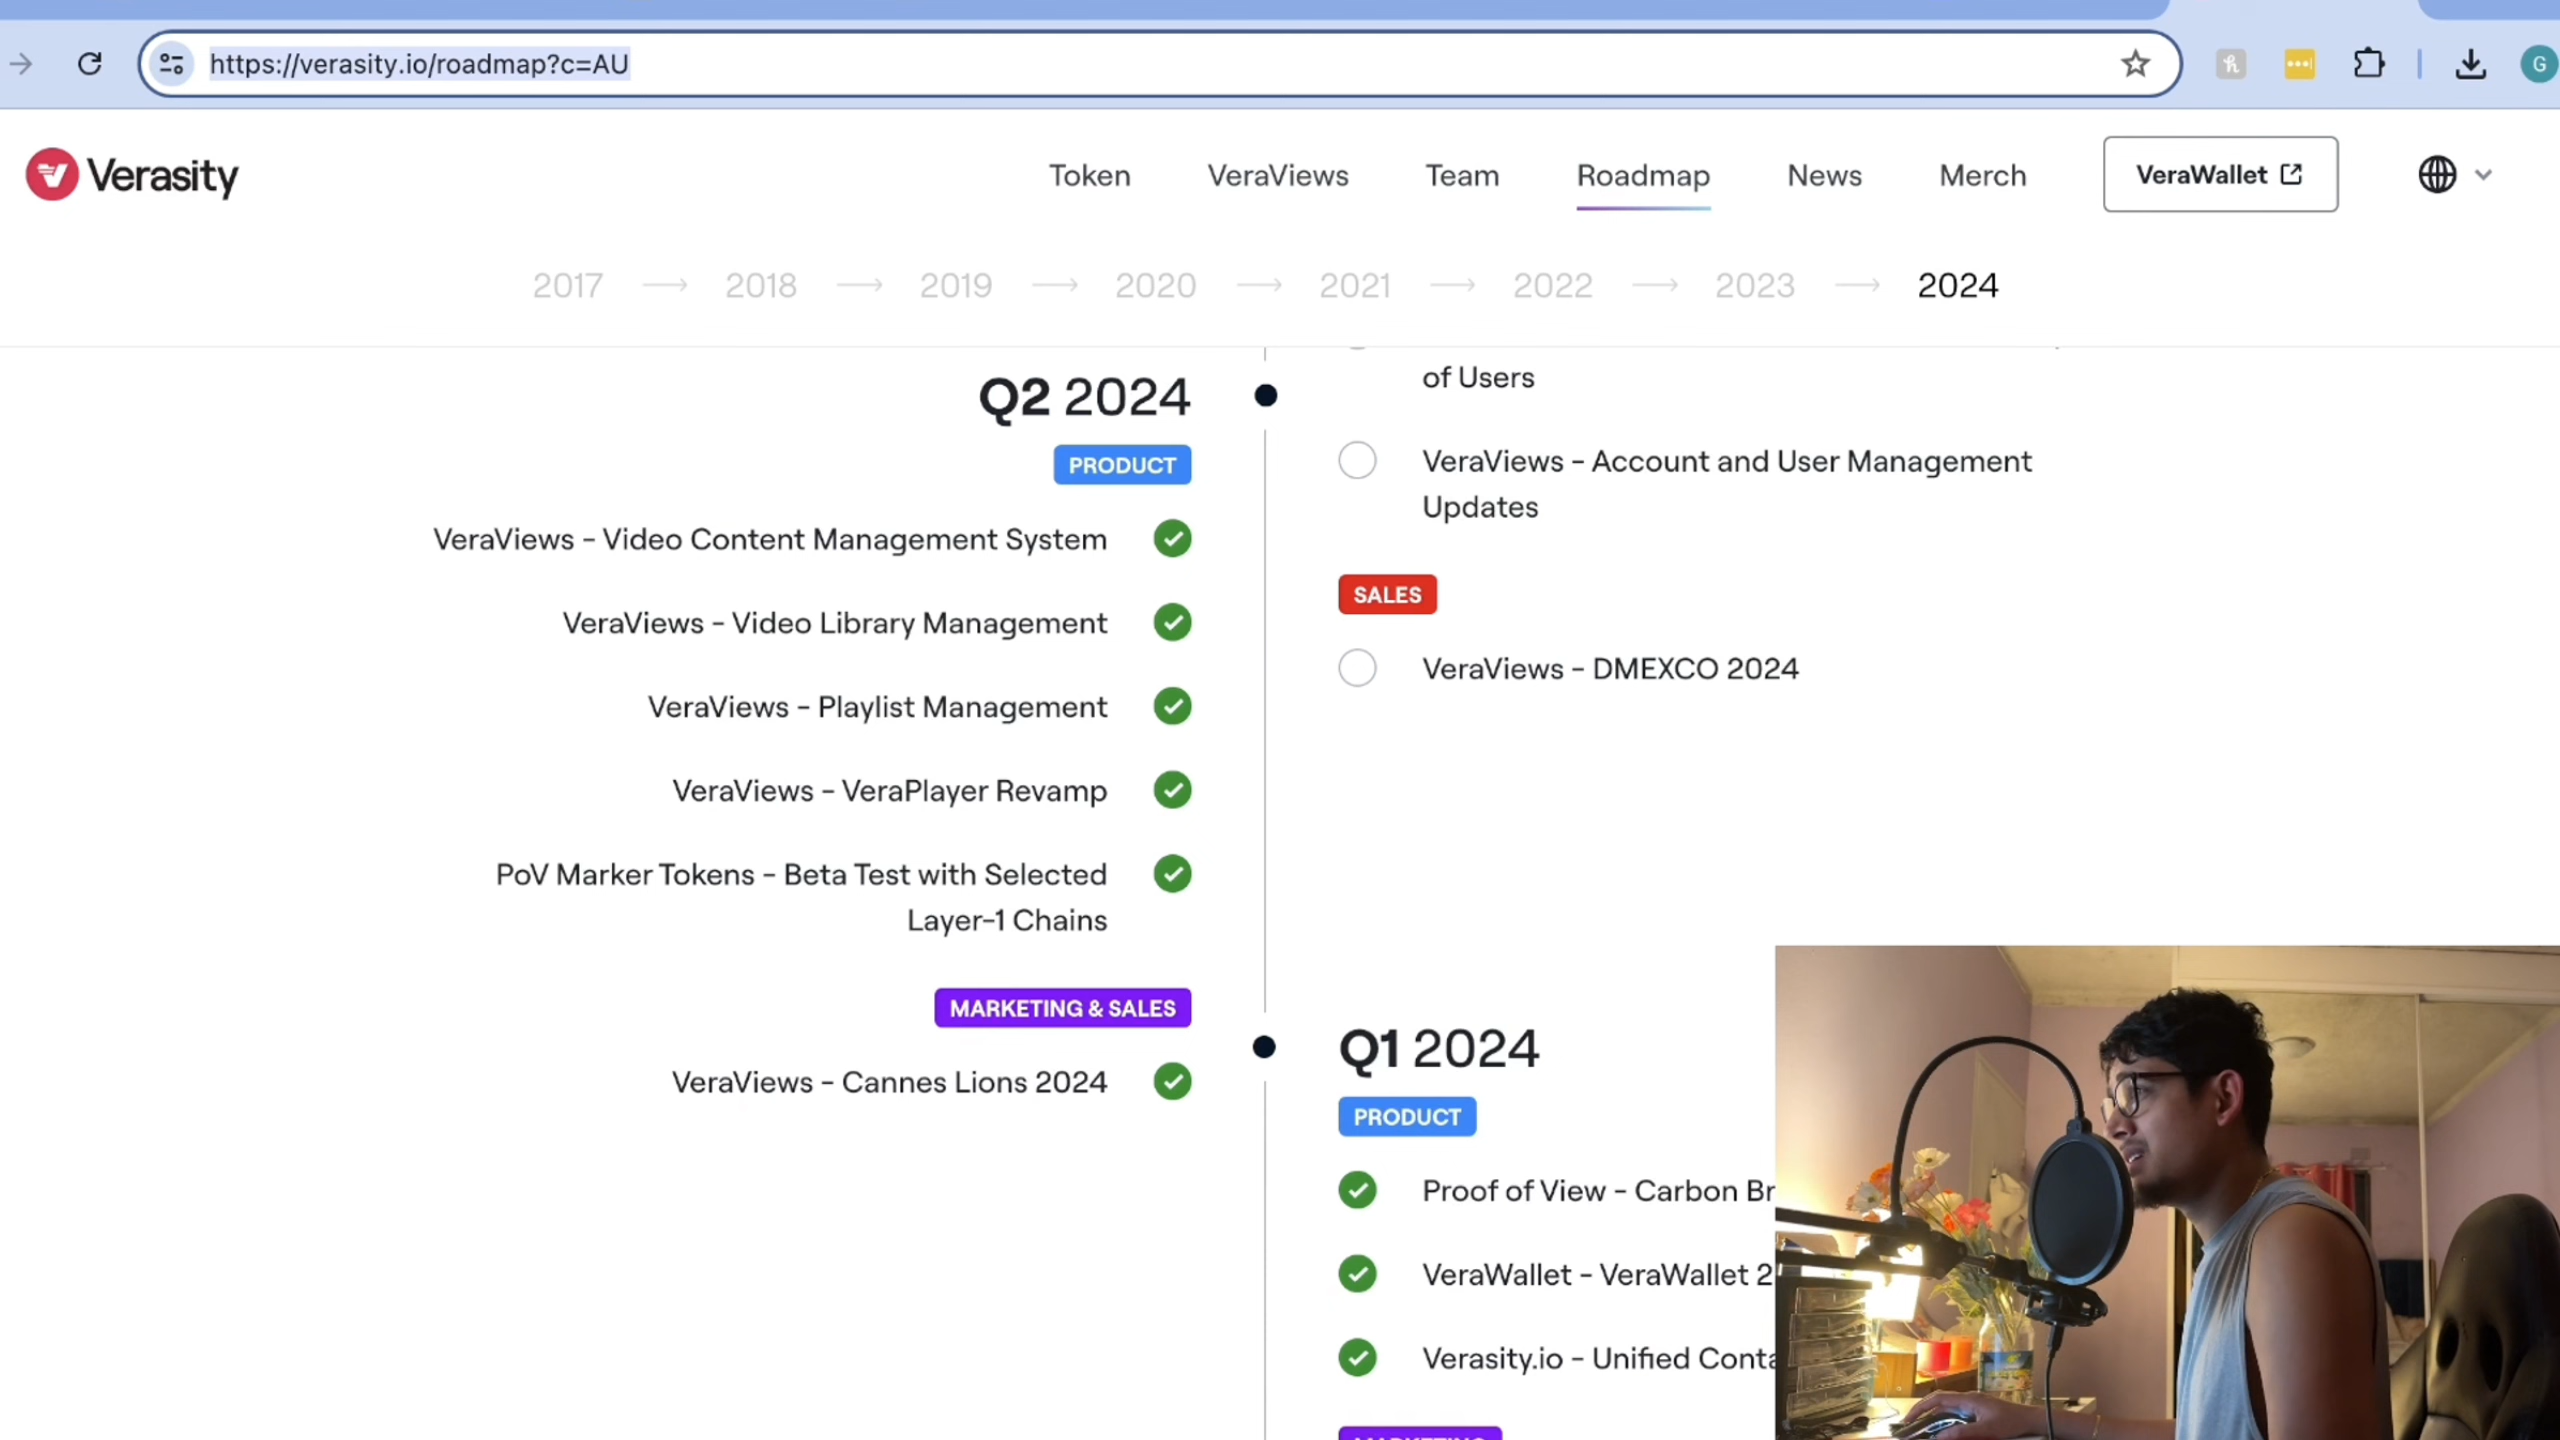 https://verasity.io/roadmap?c=AU
G
Verasity
Token
VeraViews
Team
Roadmap
News
Merch
VeraWallet
2017
2018
2019
2020
2021
2022
2023
2024
Q2 2024
PRODUCT
VeraViews - Video Content Management System
VeraViews - Video Library Management
VeraViews - Playlist Management
VeraViews - VeraPlayer Revamp
PoV Marker Tokens - Beta Test with Selected
Layer-1 Chains
MARKETING & SALES
VeraViews - Cannes Lions 2024
of Users
VeraViews - Account and User Management
Updates
SALES
VeraViews - DMEXCO 2024
Q1 2024
PRODUCT
Proof of View - Carbon Br
VeraWallet - VeraWallet 2
Verasity.io - Unified Conta